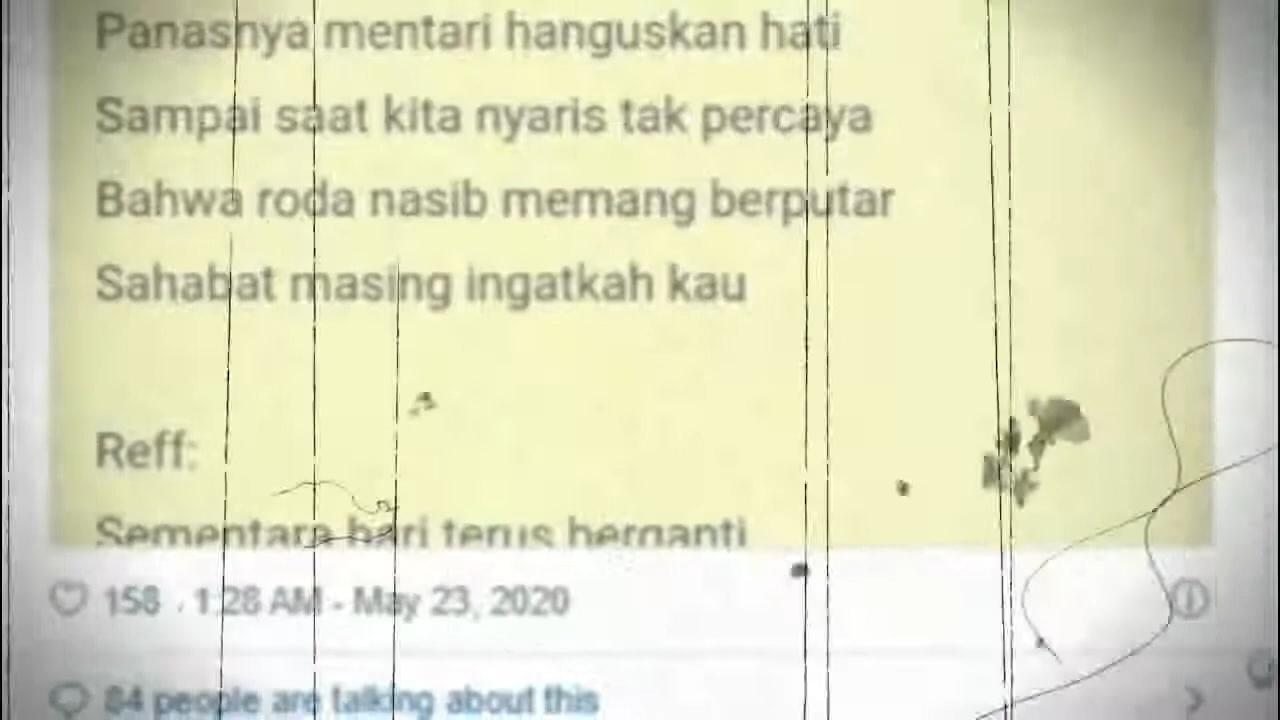 Panasnya mentari hanguskan hati
Sampai saat kita nyaris tak percaya
Bahwa roda nasib memang berputar
Sahabat masing ingatkah kau
Reff:
Sementara hari terus berganti
158 · 1:28 AM - May 23, 2020
84 people are talking about this